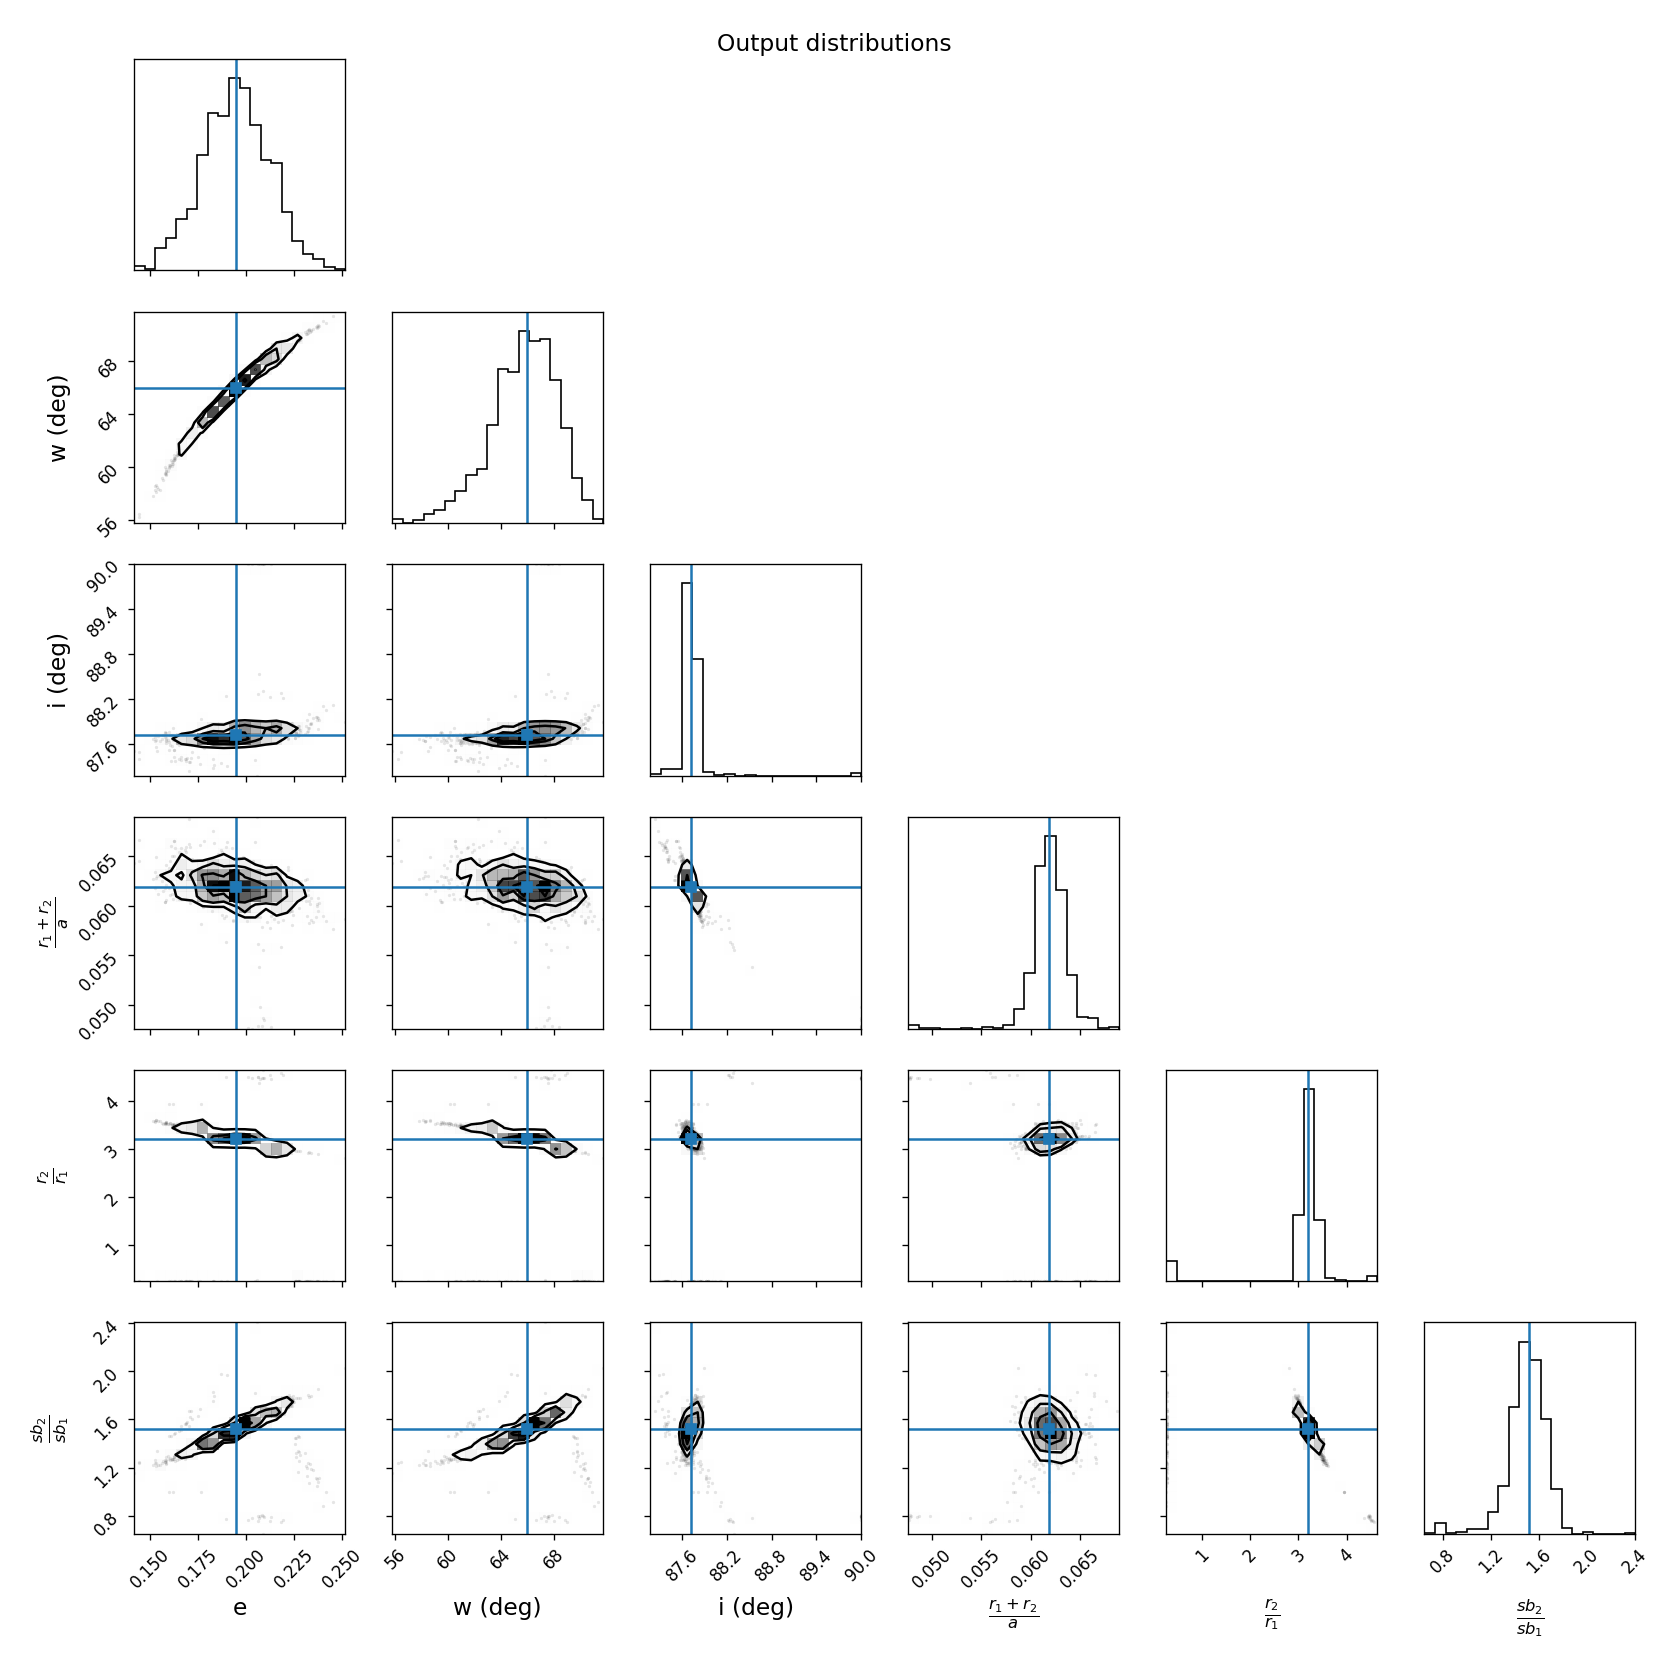 Output distributions
w (deg)
68
64
60
56
i (deg)
90.0
89.4
88.8
88.2
87.6
r₁ + r₂
a
0.065
0.060
0.055
0.050
r₂
r₁
4
3
2
1
sb₂
sb₁
2.4
2.0
1.6
1.2
0.8
0.150 0.175 0.200 0.225 0.250
56 60 64 68
87.6 88.2 88.8 89.4 90.0
0.050 0.055 0.060 0.065
1 2 3 4
0.8 1.2 1.6 2.0 2.4
e
w (deg)
i (deg)
r₁ + r₂
a
r₂
r₁
sb₂
sb₁